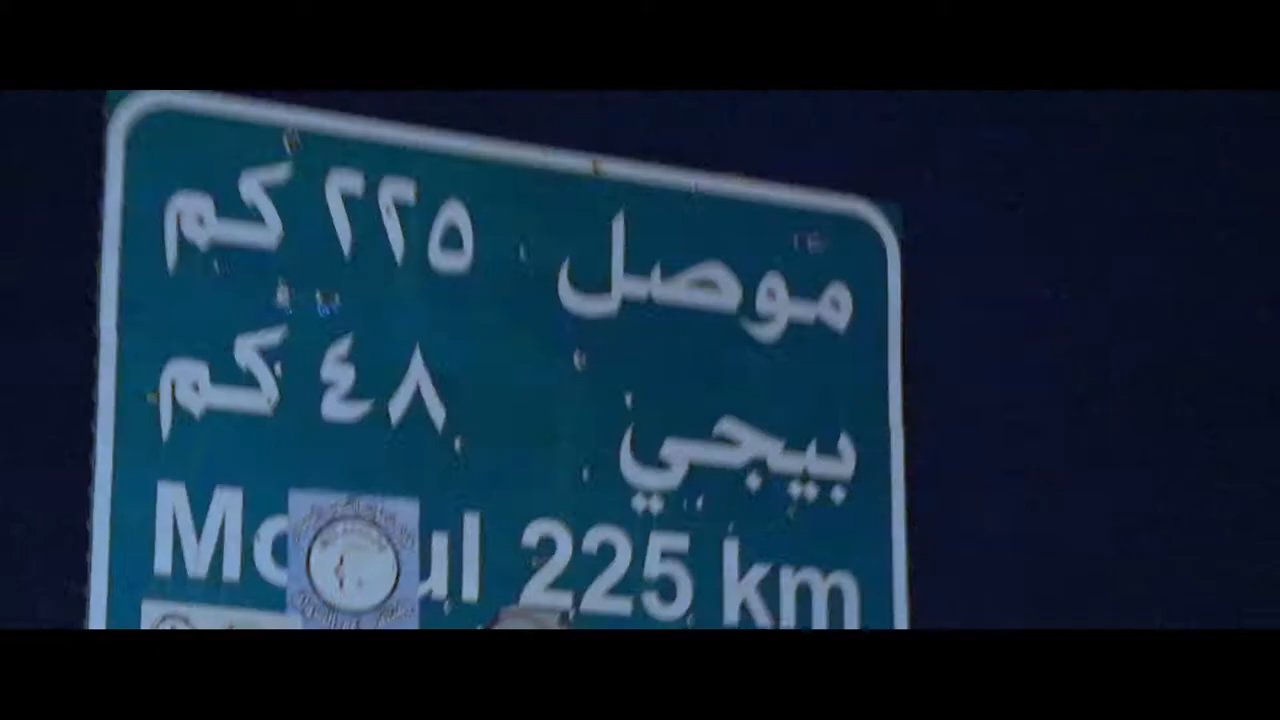 موصل ٢٢٥ كم
بيجي ٤٨ كم
225 km